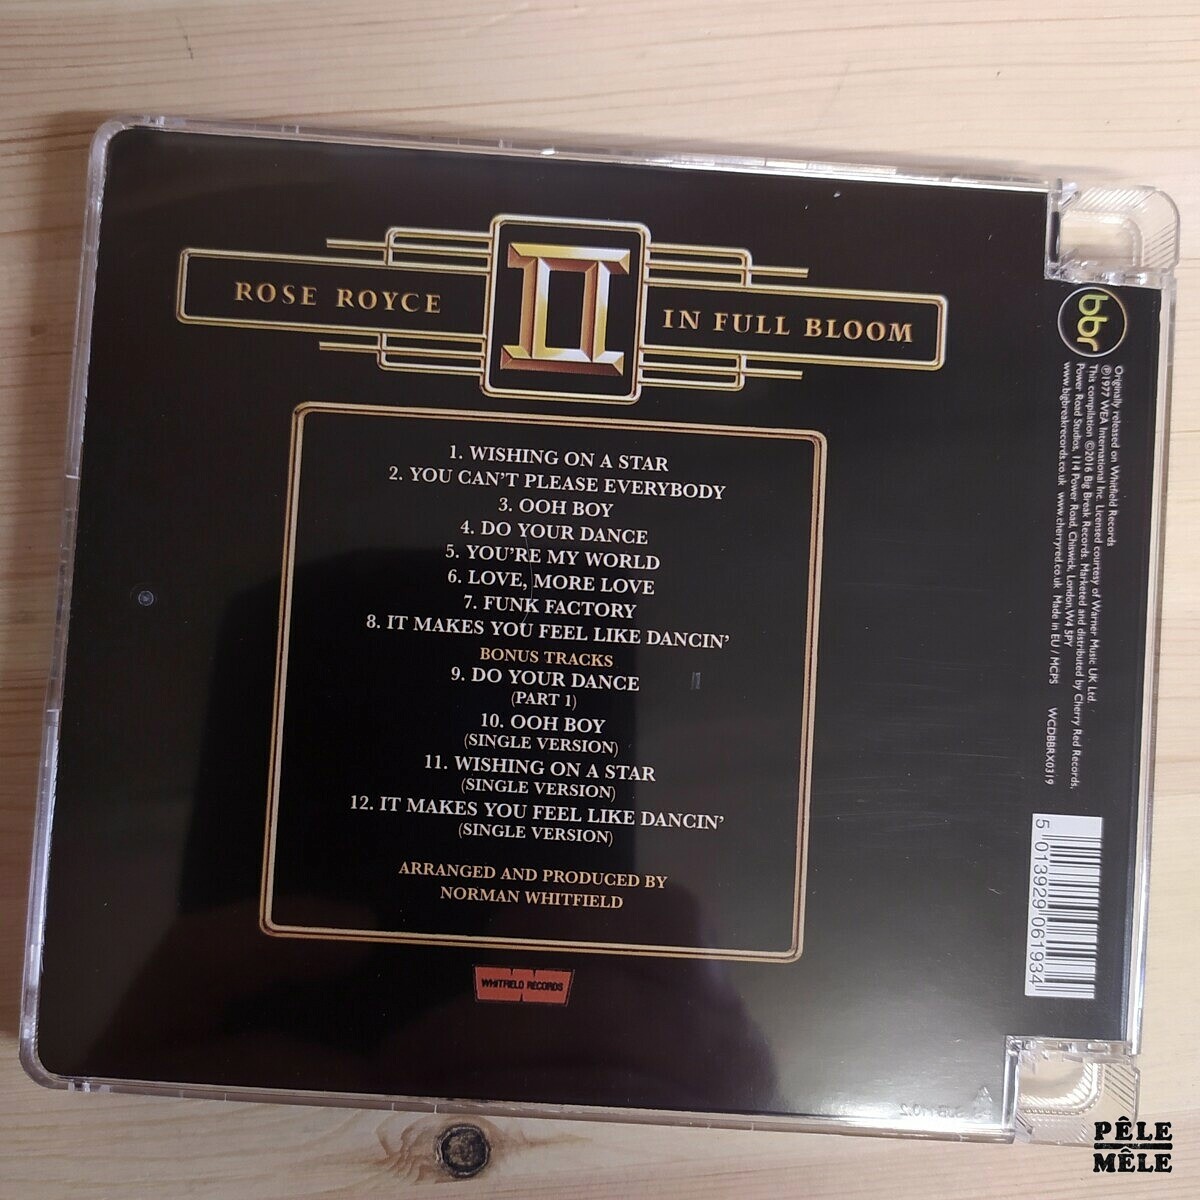 ROSE ROYCE
II
IN FULL BLOOM
1. WISHING ON A STAR
2. YOU CAN'T PLEASE EVERYBODY
3. OOH BOY
4. DO YOUR DANCE
5. YOU'RE MY WORLD
6. LOVE, MORE LOVE
7. FUNK FACTORY
8. IT MAKES YOU FEEL LIKE DANCIN'
BONUS TRACKS
9. DO YOUR DANCE
(PART 1)
10. OOH BOY
(SINGLE VERSION)
11. WISHING ON A STAR
(SINGLE VERSION)
12. IT MAKES YOU FEEL LIKE DANCIN'
(SINGLE VERSION)
ARRANGED AND PRODUCED BY
NORMAN WHITFIELD
WHITFIELD RECORDS
bbr
Originally released on Whitfield Records
℗1977 WEA International Inc. Licensed courtesy of Warner Music UK Ltd.
This compilation ©2016 Big Break Records. Marketed and distributed by Cherry Red Records,
Power Road Studios, 114 Power Road, Chiswick, London, W4 5PY
www.bigbreakrecords.co.uk www.cherryred.co.uk Made in EU / MCPS WCDBBRX0319
5 013929 061934
PÊLE
MÊLE